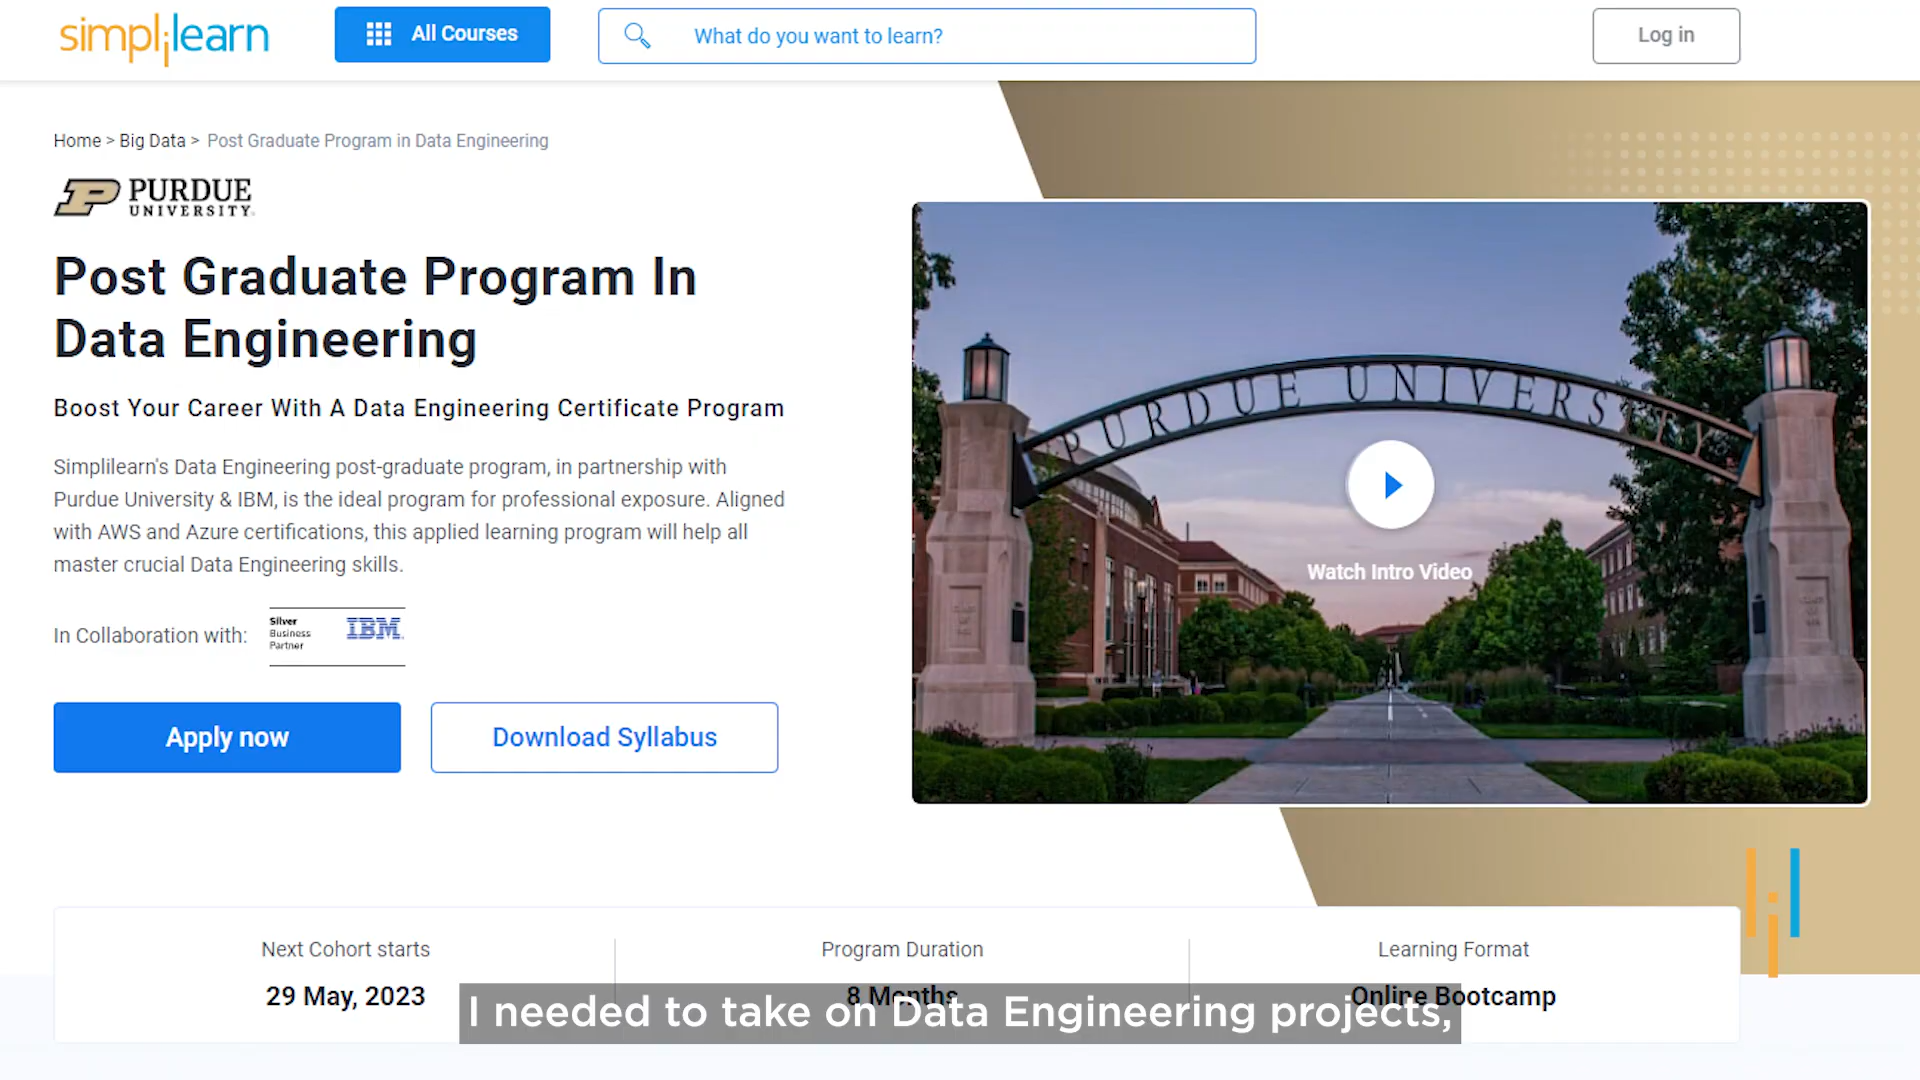 simplilearn
All Courses
What do you want to learn?
Log in
Home > Big Data > Post Graduate Program in Data Engineering
PURDUE
UNIVERSITY.
Post Graduate Program In
Data Engineering
Boost Your Career With A Data Engineering Certificate Program
Simplilearn's Data Engineering post-graduate program, in partnership with
Purdue University & IBM, is the ideal program for professional exposure. Aligned
with AWS and Azure certifications, this applied learning program will help all
master crucial Data Engineering skills.
In Collaboration with:
Silver
Business
Partner
IBM
Apply now
Download Syllabus
PURDUE UNIVERSITY
Watch Intro Video
Next Cohort starts
29 May, 2023
Program Duration
8 Months
Learning Format
Online Bootcamp
I needed to take on Data Engineering projects,